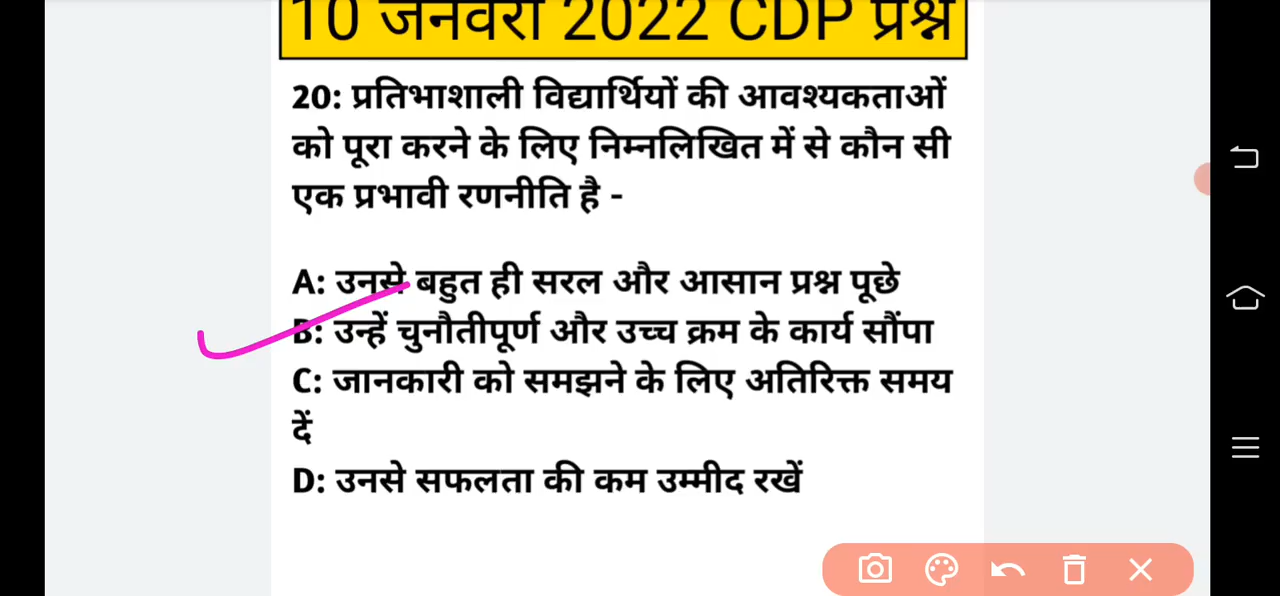 10 जनवरी 2022 CDP प्रश्न
20: प्रतिभाशाली विद्यार्थियों की आवश्यकताओं
को पूरा करने के लिए निम्नलिखित में से कौन सी
एक प्रभावी रणनीति है -
A: उनसे बहुत ही सरल और आसान प्रश्न पूछे
B: उन्हें चुनौतीपूर्ण और उच्च क्रम के कार्य सौंपा
C: जानकारी को समझने के लिए अतिरिक्त समय
दें
D: उनसे सफलता की कम उम्मीद रखें